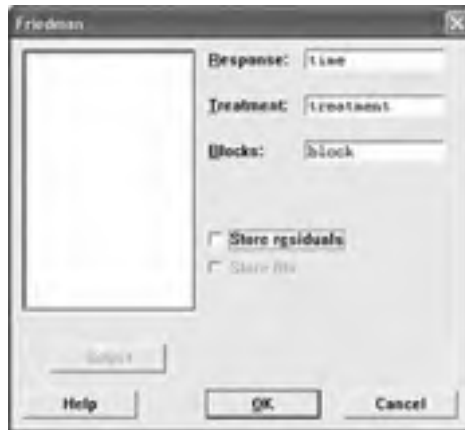 Friedman
Response: time
Treatment: treatment
Blocks: block
Store residuals
Store fits
Select
Help
OK
Cancel